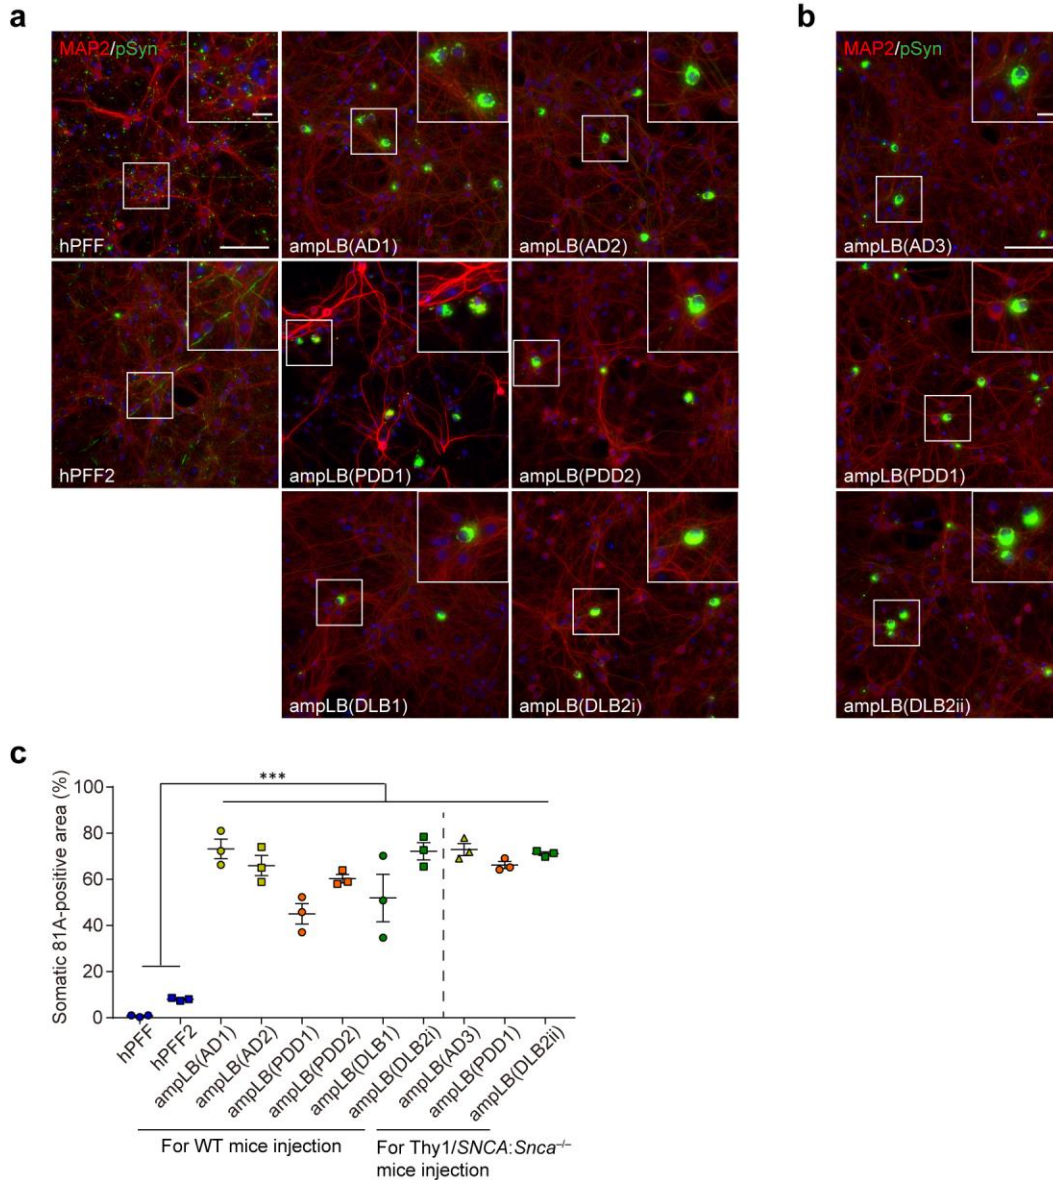 a
b
MAP2/pSyn
hPFF
ampLB(AD1)
ampLB(AD2)
MAP2/pSyn
ampLB(AD3)
hPFF2
ampLB(PDD1)
ampLB(PDD2)
ampLB(PDD1)
ampLB(DLB1)
ampLB(DLB2i)
ampLB(DLB2ii)
c
Somatic 81A-positive area (%)
100
80
60
40
20
0
***
hPFF
hPFF2
ampLB(AD1)
ampLB(AD2)
ampLB(PDD1)
ampLB(PDD2)
ampLB(DLB1)
ampLB(DLB2i)
ampLB(AD3)
ampLB(PDD1)
ampLB(DLB2ii)
For WT mice injection
For Thy1/SNCA:Snca–/–
mice injection